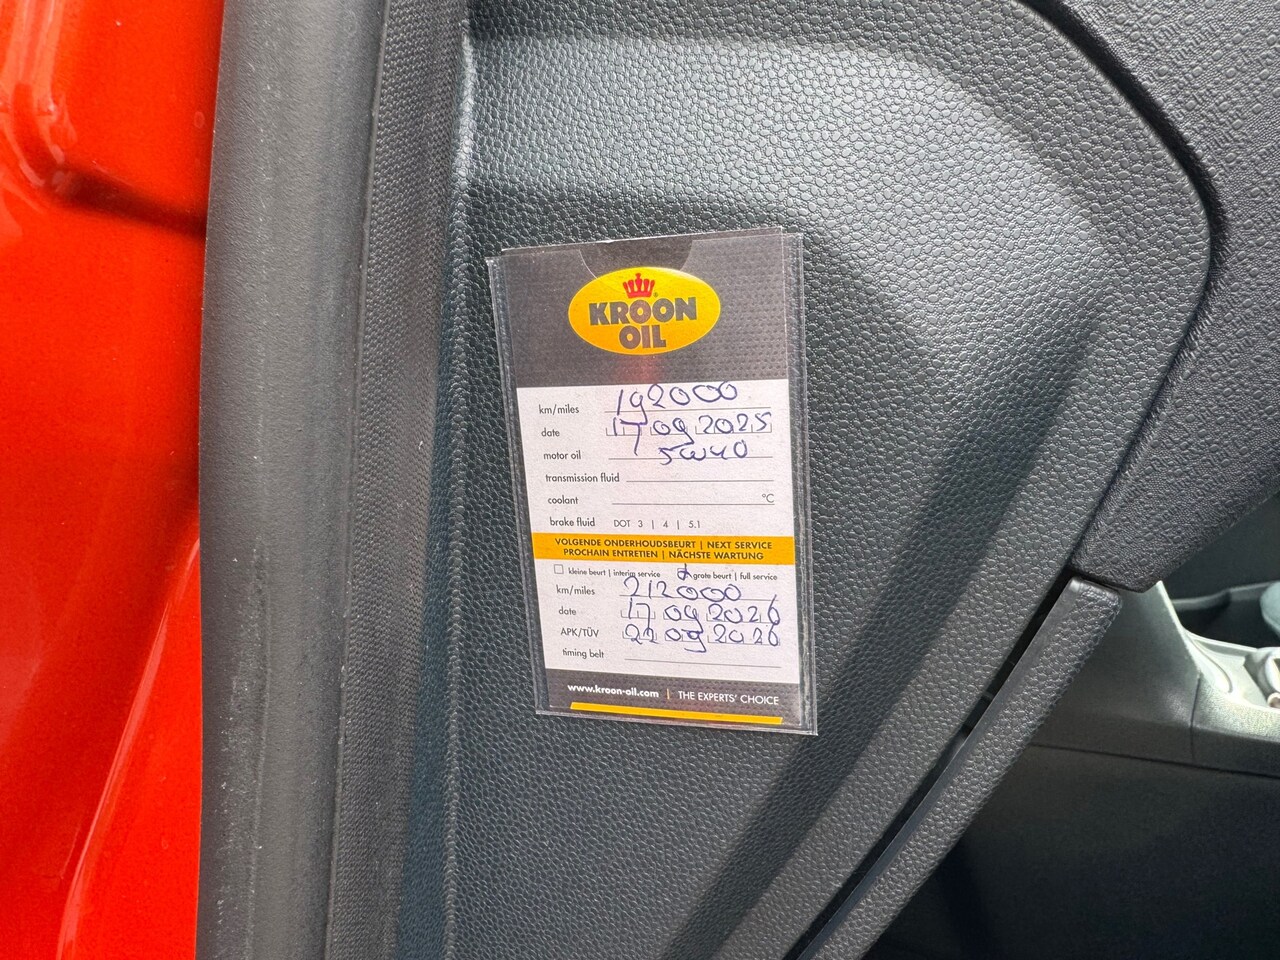 KROON
OIL
km/miles 192000
date 17 09 2025
motor oil 5W40
transmission fluid
coolant °C
brake fluid DOT 3 | 4 | 5.1
VOLGENDE ONDERHOUDSBEURT | NEXT SERVICE
PROCHAIN ENTRETIEN | NÄCHSTE WARTUNG
kleine beurt | interim service grote beurt | full service
km/miles 212000
date 17 09 2026
APK/TÜV 22 09 2026
timing belt
www.kroon-oil.com | THE EXPERTS' CHOICE